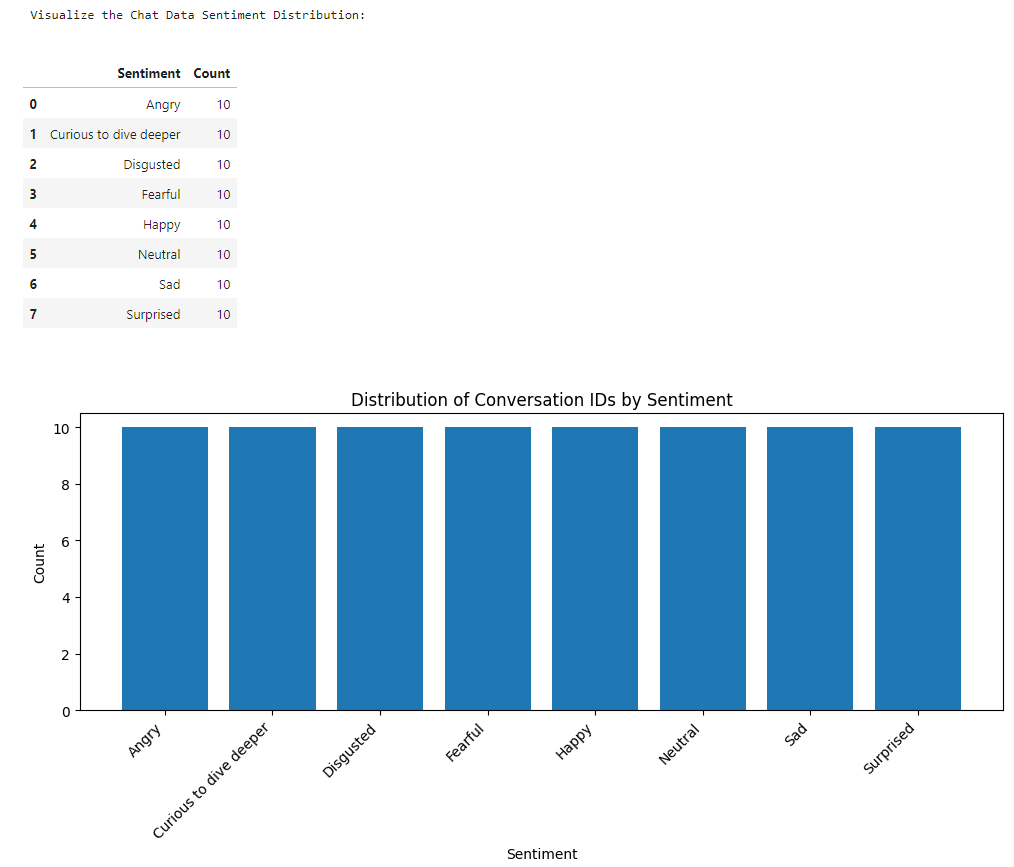 Visualize the Chat Data Sentiment Distribution:
Sentiment Count
0 Angry 10
1 Curious to dive deeper 10
2 Disgusted 10
3 Fearful 10
4 Happy 10
5 Neutral 10
6 Sad 10
7 Surprised 10
Distribution of Conversation IDs by Sentiment
10
8
6
4
2
0
Count
Angry
Curious to dive deeper
Disgusted
Fearful
Happy
Neutral
Sad
Surprised
Sentiment